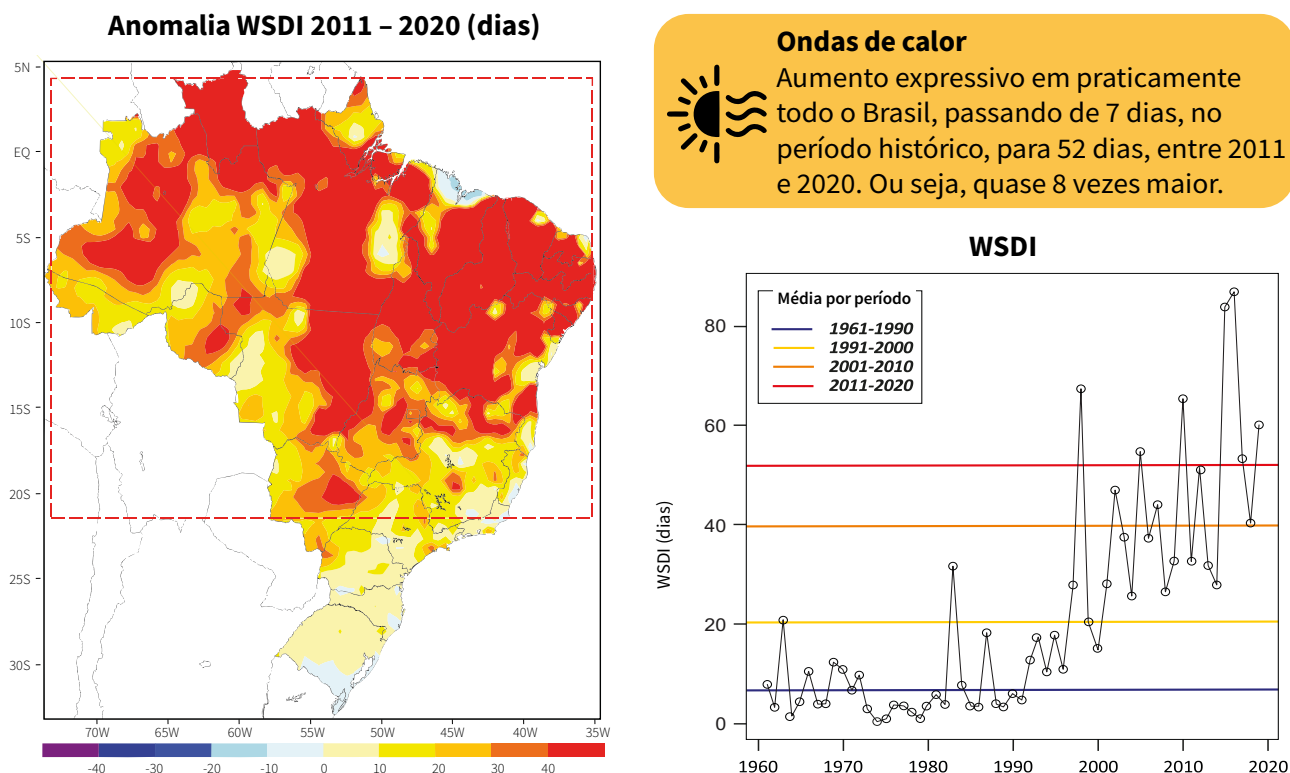 Anomalia WSDI 2011 – 2020 (dias)
5N
EQ
5S
10S
15S
20S
25S
30S
70W 65W 60W 55W 50W 45W 40W 35W
-40 -30 -20 -10 0 10 20 30 40
Ondas de calor
Aumento expressivo em praticamente
todo o Brasil, passando de 7 dias, no
período histórico, para 52 dias, entre 2011
e 2020. Ou seja, quase 8 vezes maior.
WSDI
Média por período
1961-1990
1991-2000
2001-2010
2011-2020
WSDI (dias)
80
60
40
20
0
1960 1970 1980 1990 2000 2010 2020